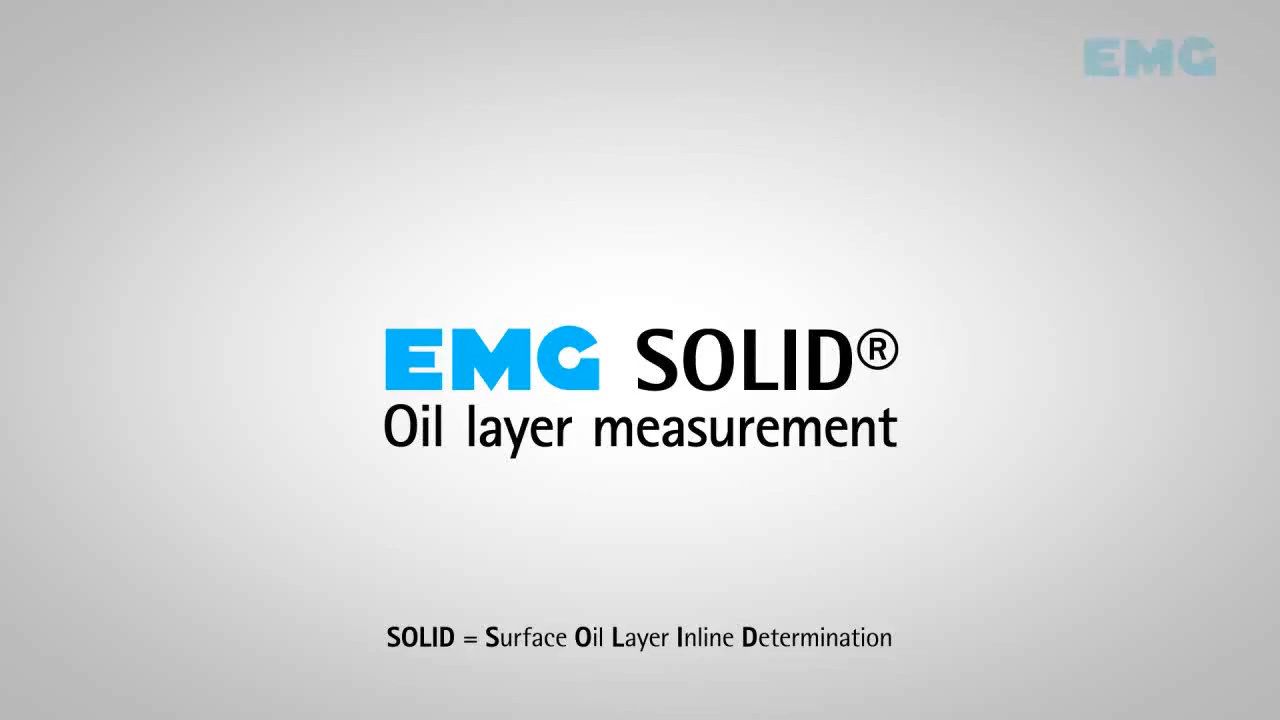 EMG
EMG SOLID®
Oil layer measurement
SOLID = Surface Oil Layer Inline Determination